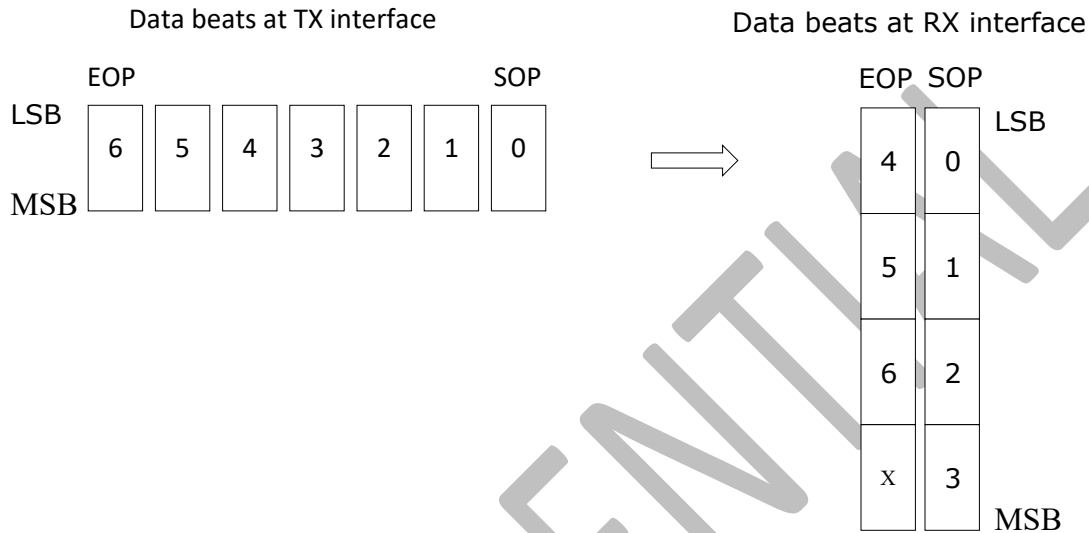 Data beats at TX interface
Data beats at RX interface
EOP SOP
EOP SOP
LSB
LSB
6 5 4 3 2 1 0
4 0
MSB
5 1
6 2
X 3
MSB
ENTIAL